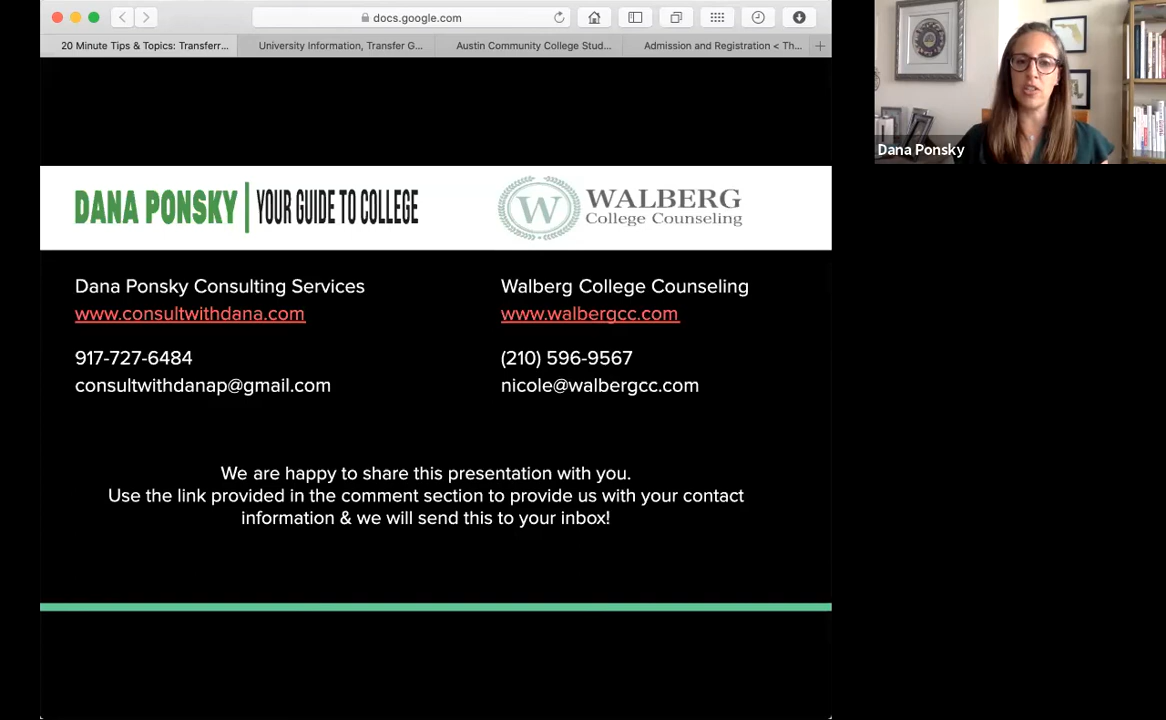 docs.google.com
20 Minute Tips & Topics: Transferr...
University Information, Transfer G...
Austin Community College Stud...
Admission and Registration < Th...
Dana Ponsky
DANA PONSKY | YOUR GUIDE TO COLLEGE
W WALBERG
College Counseling
Dana Ponsky Consulting Services
www.consultwithdana.com
917-727-6484
consultwithdanap@gmail.com
Walberg College Counseling
www.walbergcc.com
(210) 596-9567
nicole@walbergcc.com
We are happy to share this presentation with you.
Use the link provided in the comment section to provide us with your contact
information & we will send this to your inbox!